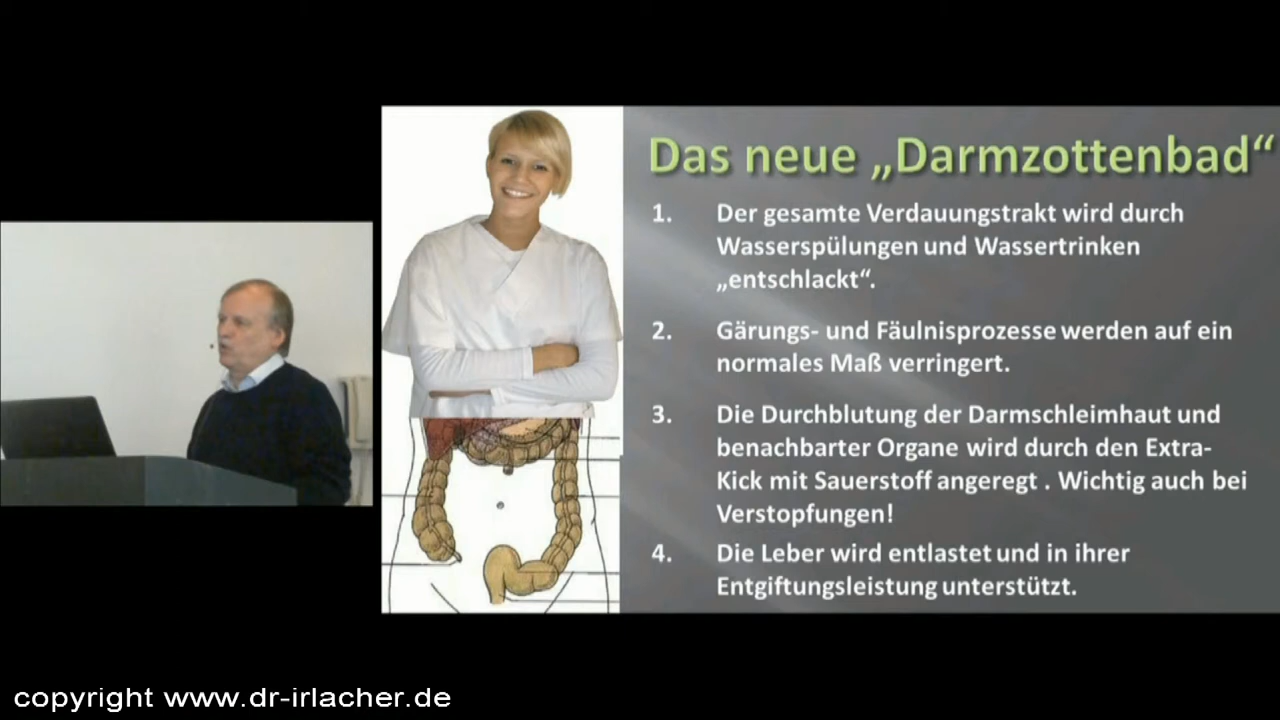 Das neue „Darmzottenbad“
1. Der gesamte Verdauungstrakt wird durch
Wasserspülungen und Wassertrinken
„entschlackt“.
2. Gärungs- und Fäulnisprozesse werden auf ein
normales Maß verringert.
3. Die Durchblutung der Darmschleimhaut und
benachbarter Organe wird durch den Extra-
Kick mit Sauerstoff angeregt . Wichtig auch bei
Verstopfungen!
4. Die Leber wird entlastet und in ihrer
Entgiftungsleistung unterstützt.
copyright www.dr-irlacher.de